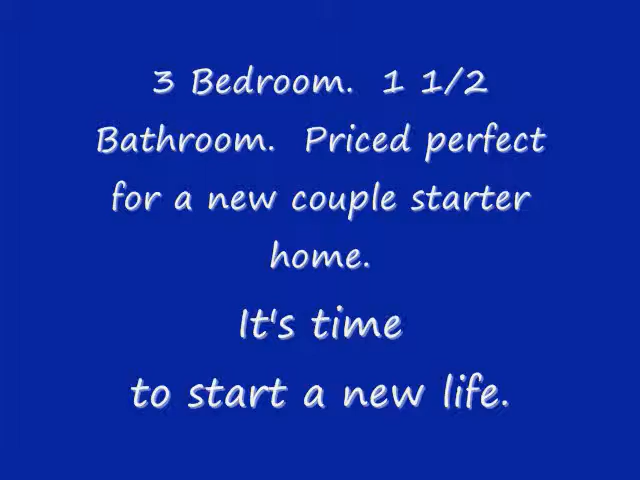 3 Bedroom.  1 1/2
Bathroom.  Priced perfect
for a new couple starter
home.
It's time
to start a new life.